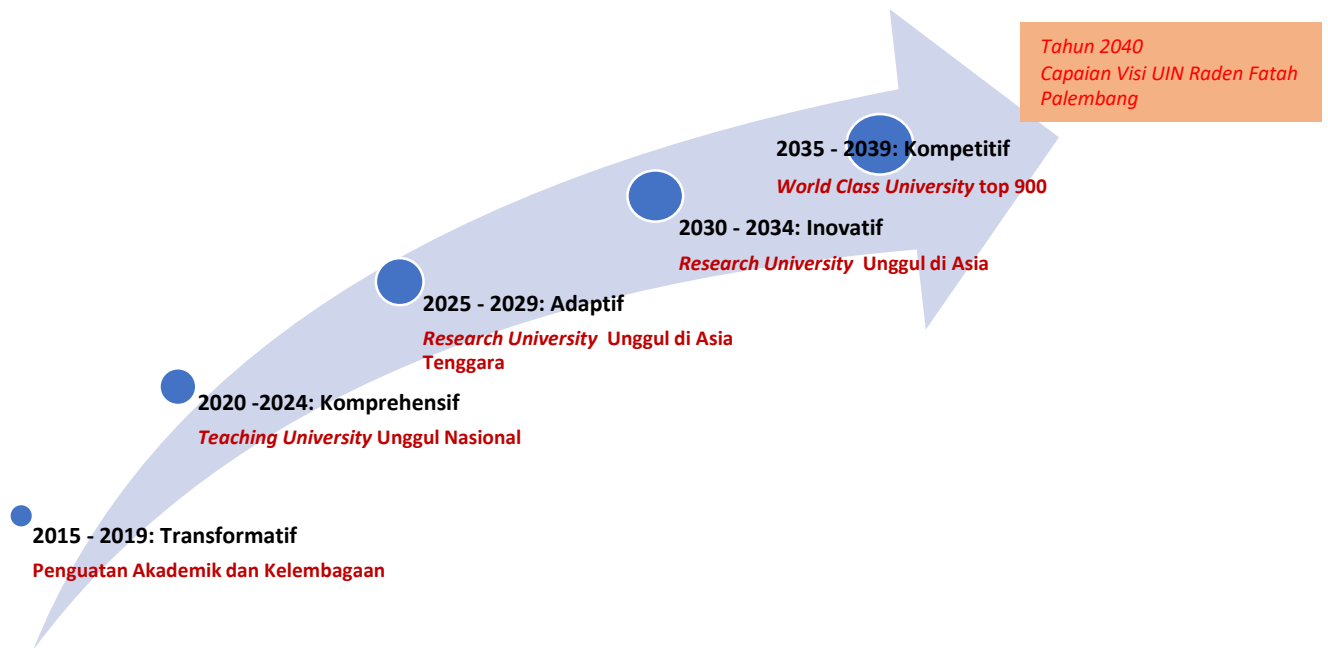 Tahun 2040
Capaian Visi UIN Raden Fatah
Palembang
2035 - 2039: Kompetitif
World Class University top 900
2030 - 2034: Inovatif
Research University Unggul di Asia
2025 - 2029: Adaptif
Research University Unggul di Asia
Tenggara
2020 -2024: Komprehensif
Teaching University Unggul Nasional
2015 - 2019: Transformatif
Penguatan Akademik dan Kelembagaan